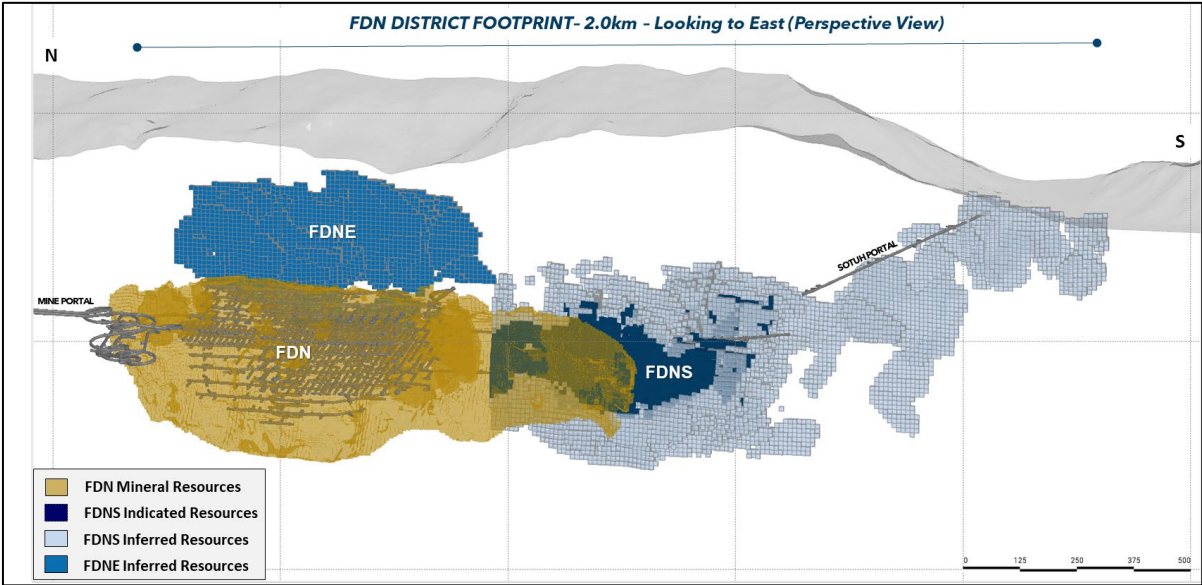 FDN DISTRICT FOOTPRINT– 2.0km – Looking to East (Perspective View)
N
S
FDNE
SOTUH PORTAL
MINE PORTAL
FDN
FDNS
FDN Mineral Resources
FDNS Indicated Resources
FDNS Inferred Resources
FDNE Inferred Resources
0 125 250 375 500